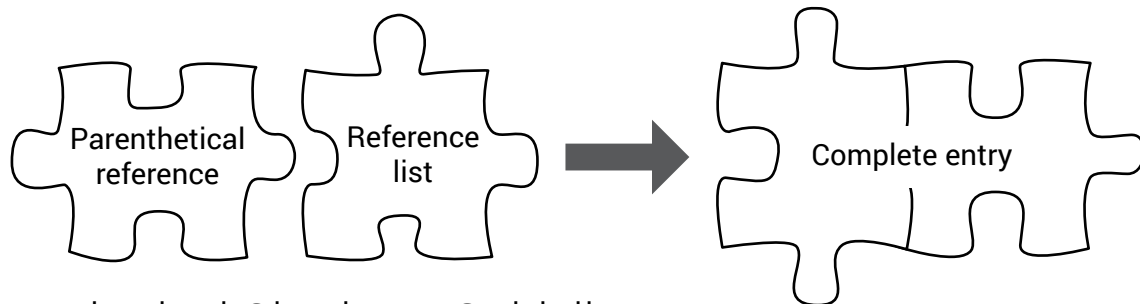 Parenthetical
reference
Reference
list
Complete entry